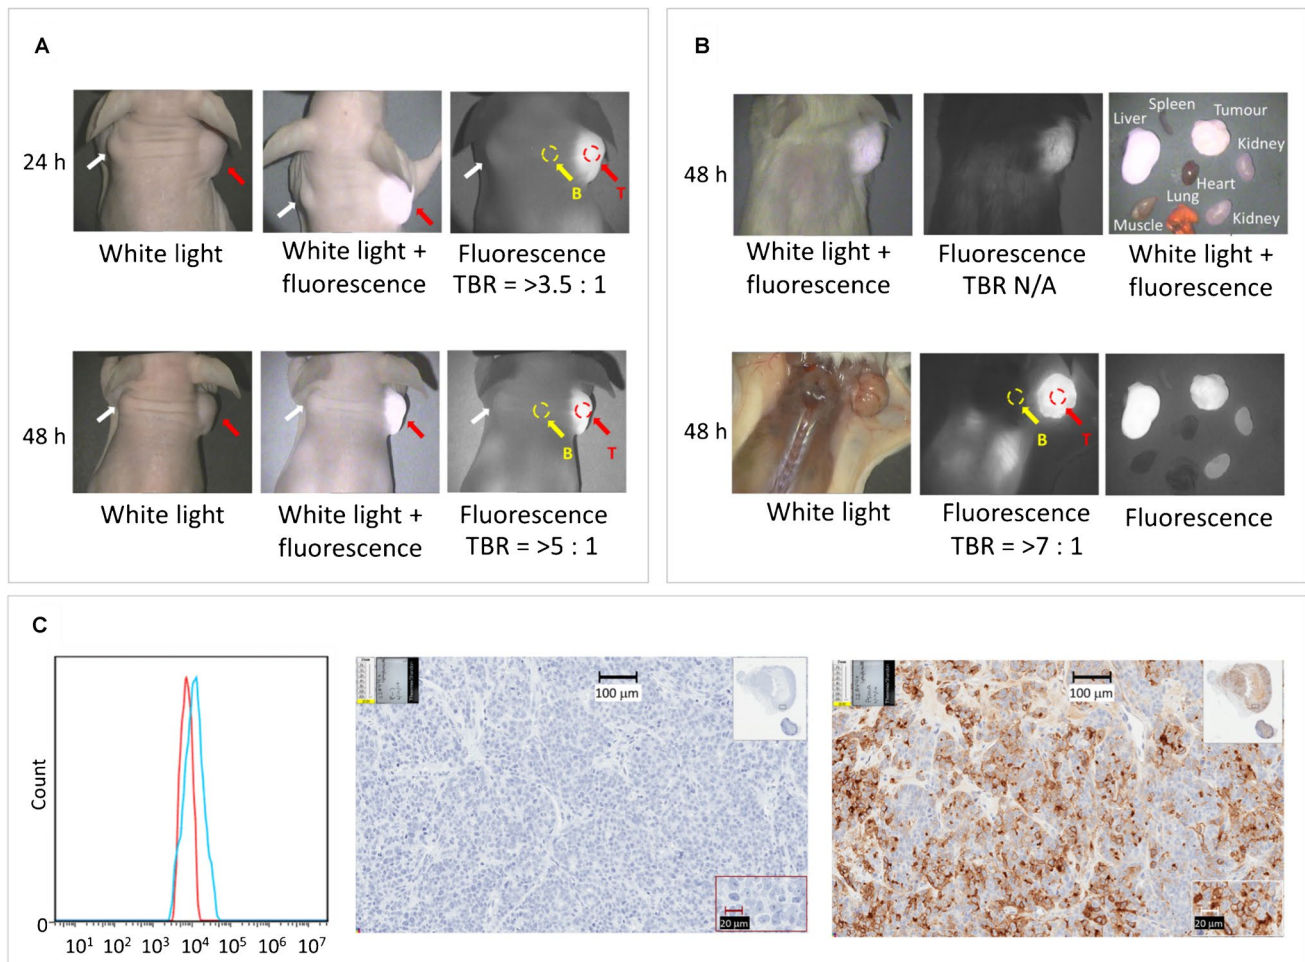 A
24 h
White light
White light +
fluorescence
B
T
Fluorescence
TBR = >3.5 : 1
48 h
White light
White light +
fluorescence
B
T
Fluorescence
TBR = >5 : 1
B
48 h
White light +
fluorescence
Fluorescence
TBR N/A
Spleen
Tumour
Liver
Kidney
Heart
Lung
Muscle
Kidney
White light +
fluorescence
48 h
White light
B
T
Fluorescence
TBR = >7 : 1
Fluorescence
C
Count
0
10¹ 10² 10³ 10⁴ 10⁵ 10⁶ 10⁷
100 µm
20 µm
100 µm
20 µm